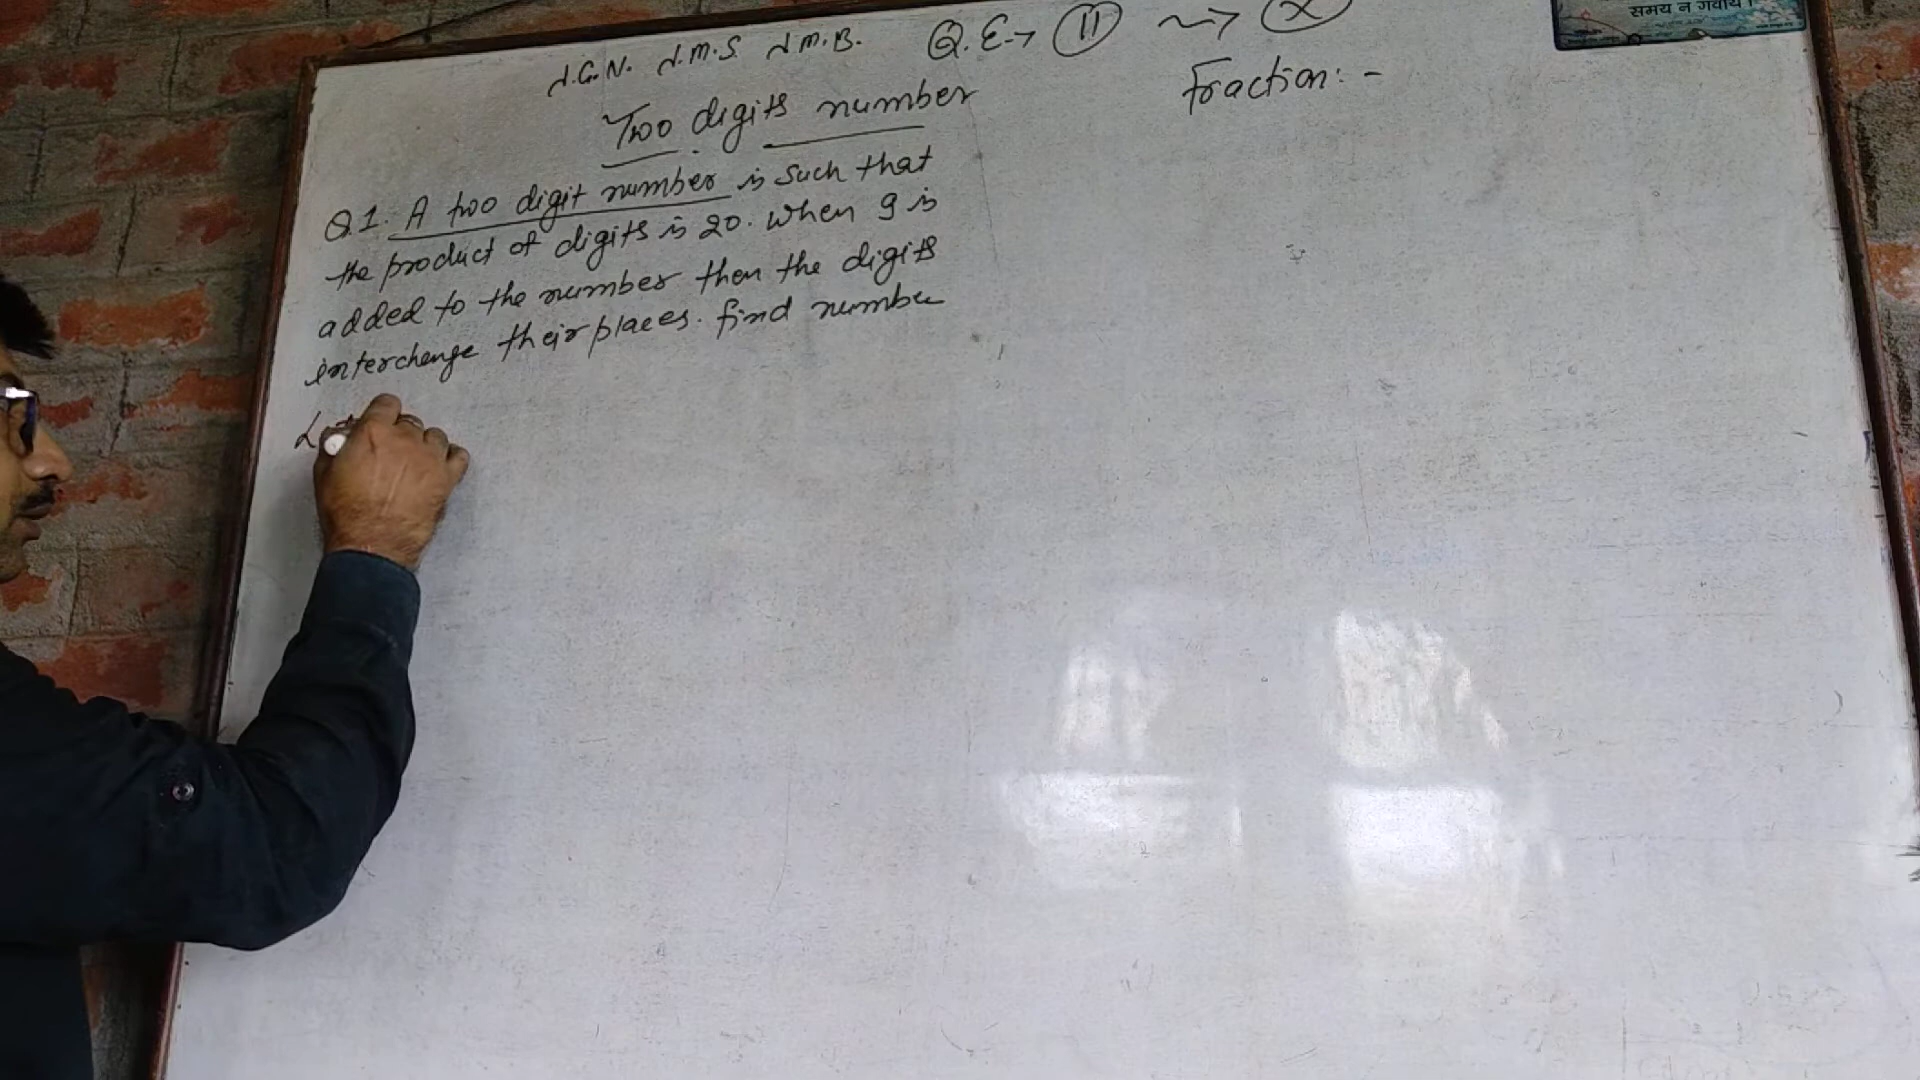 J.G.N. J.M.S J.M.B. Q.E.→ 11 ⇝ X
समय न गंवायें।
Two digits number
Fraction:-
Q.1. A two digit number is such that
the product of digits is 20. When 9 is
added to the number then the digits
interchange their places. find number
Let